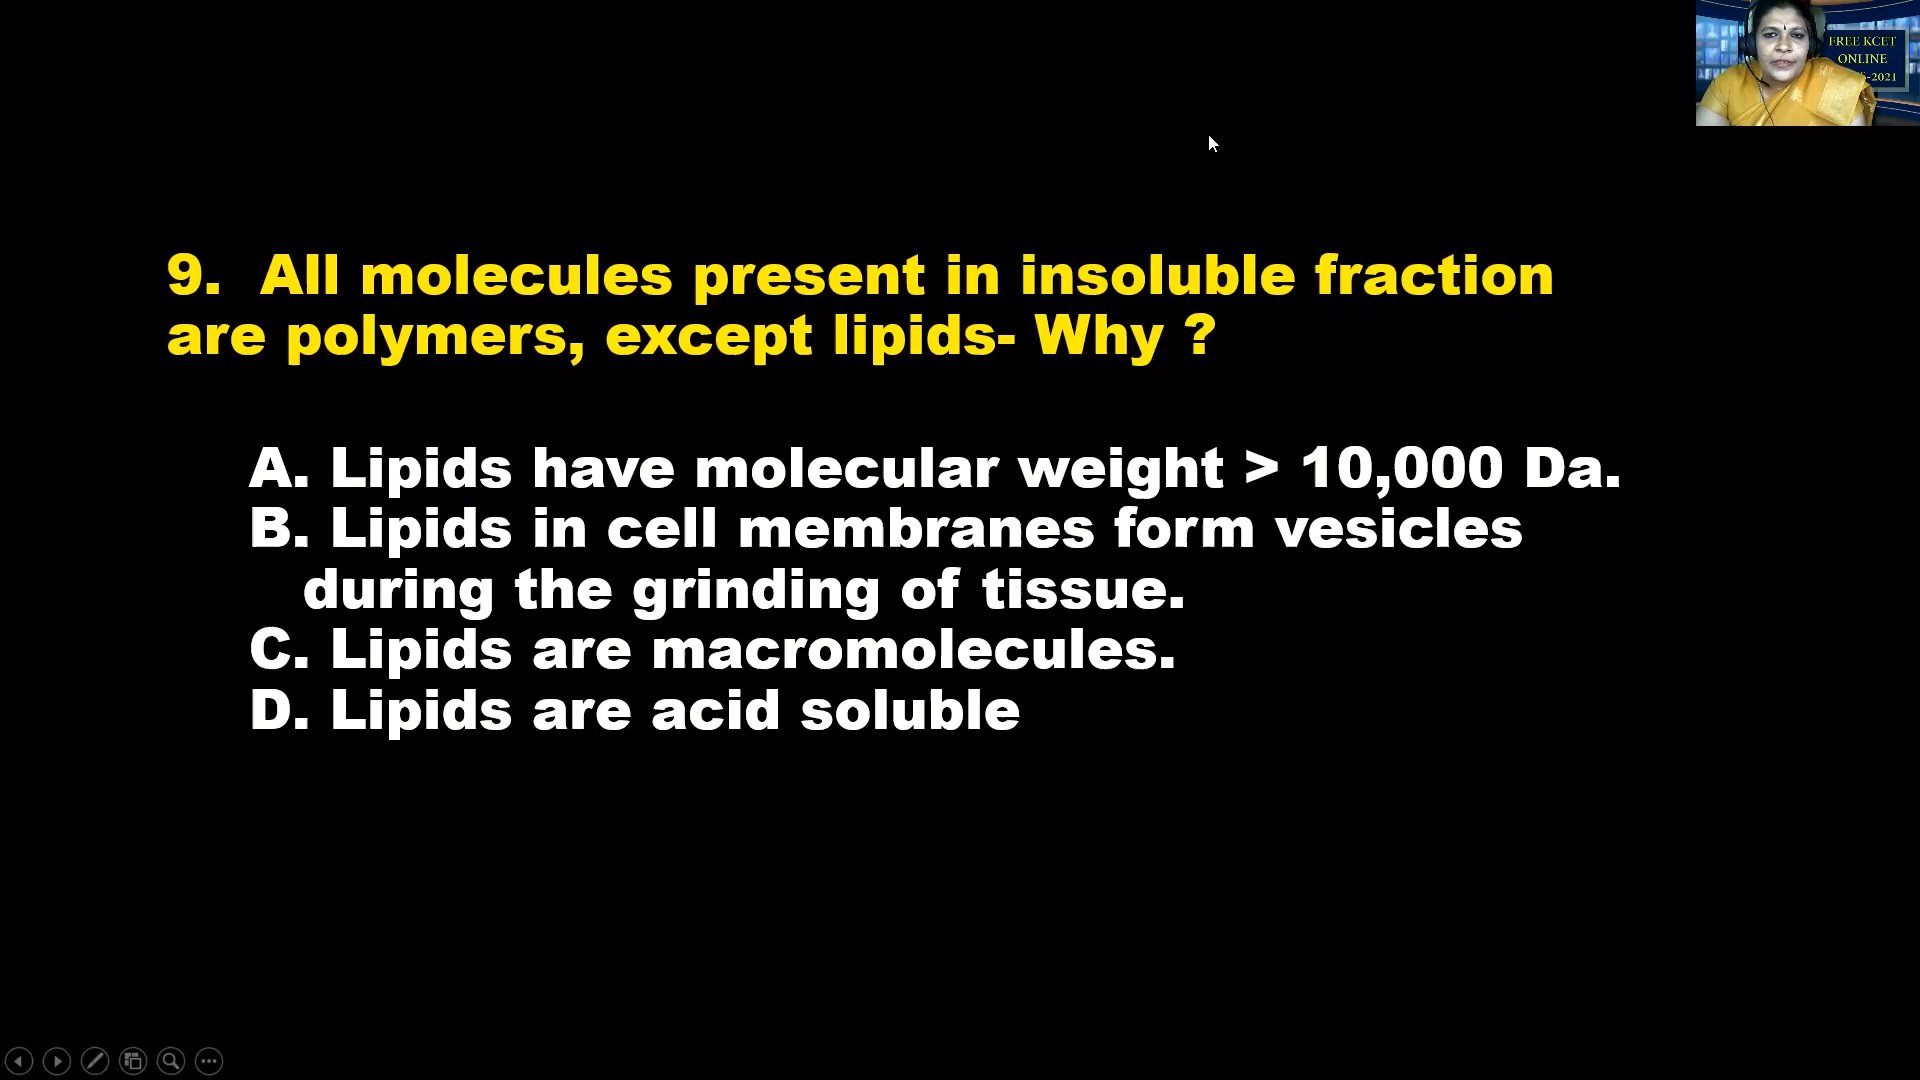 FREE KCET
ONLINE
-2021
9. All molecules present in insoluble fraction
are polymers, except lipids- Why ?
A. Lipids have molecular weight > 10,000 Da.
B. Lipids in cell membranes form vesicles
during the grinding of tissue.
C. Lipids are macromolecules.
D. Lipids are acid soluble